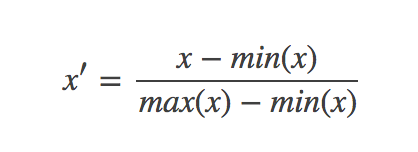 x′ = x − min(x) / max(x) − min(x)